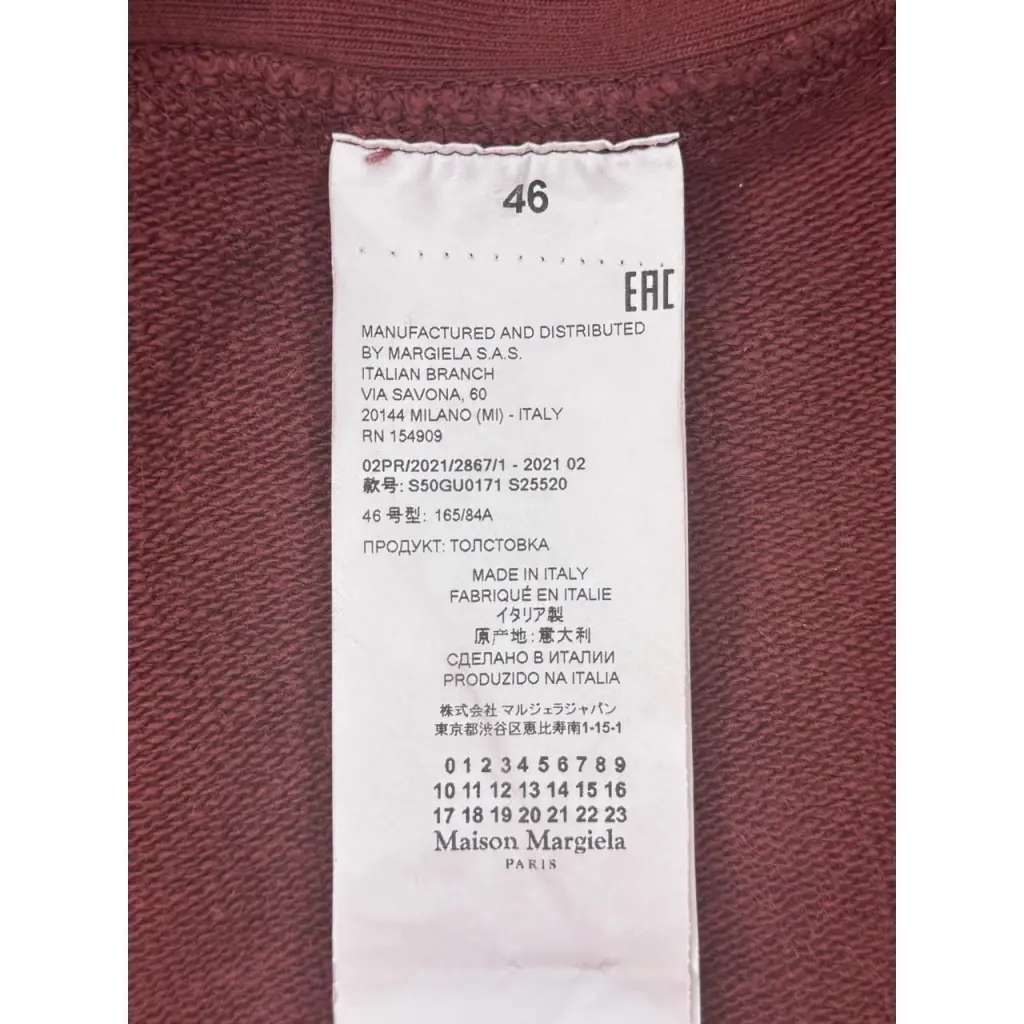 46
EAC
MANUFACTURED AND DISTRIBUTED
BY MARGIELA S.A.S.
ITALIAN BRANCH
VIA SAVONA, 60
20144 MILANO (MI) - ITALY
RN 154909
02PR/2021/2867/1 - 2021 02
款号: S50GU0171 S25520
46 号型: 165/84A
ПРОДУКТ: ТОЛСТОВКА
MADE IN ITALY
FABRIQUÉ EN ITALIE
イタリア製
原产地: 意大利
СДЕЛАНО В ИТАЛИИ
PRODUZIDO NA ITALIA
株式会社 マルジェラジャパン
東京都渋谷区恵比寿南1-15-1
0 1 2 3 4 5 6 7 8 9
10 11 12 13 14 15 16
17 18 19 20 21 22 23
Maison Margiela
PARIS